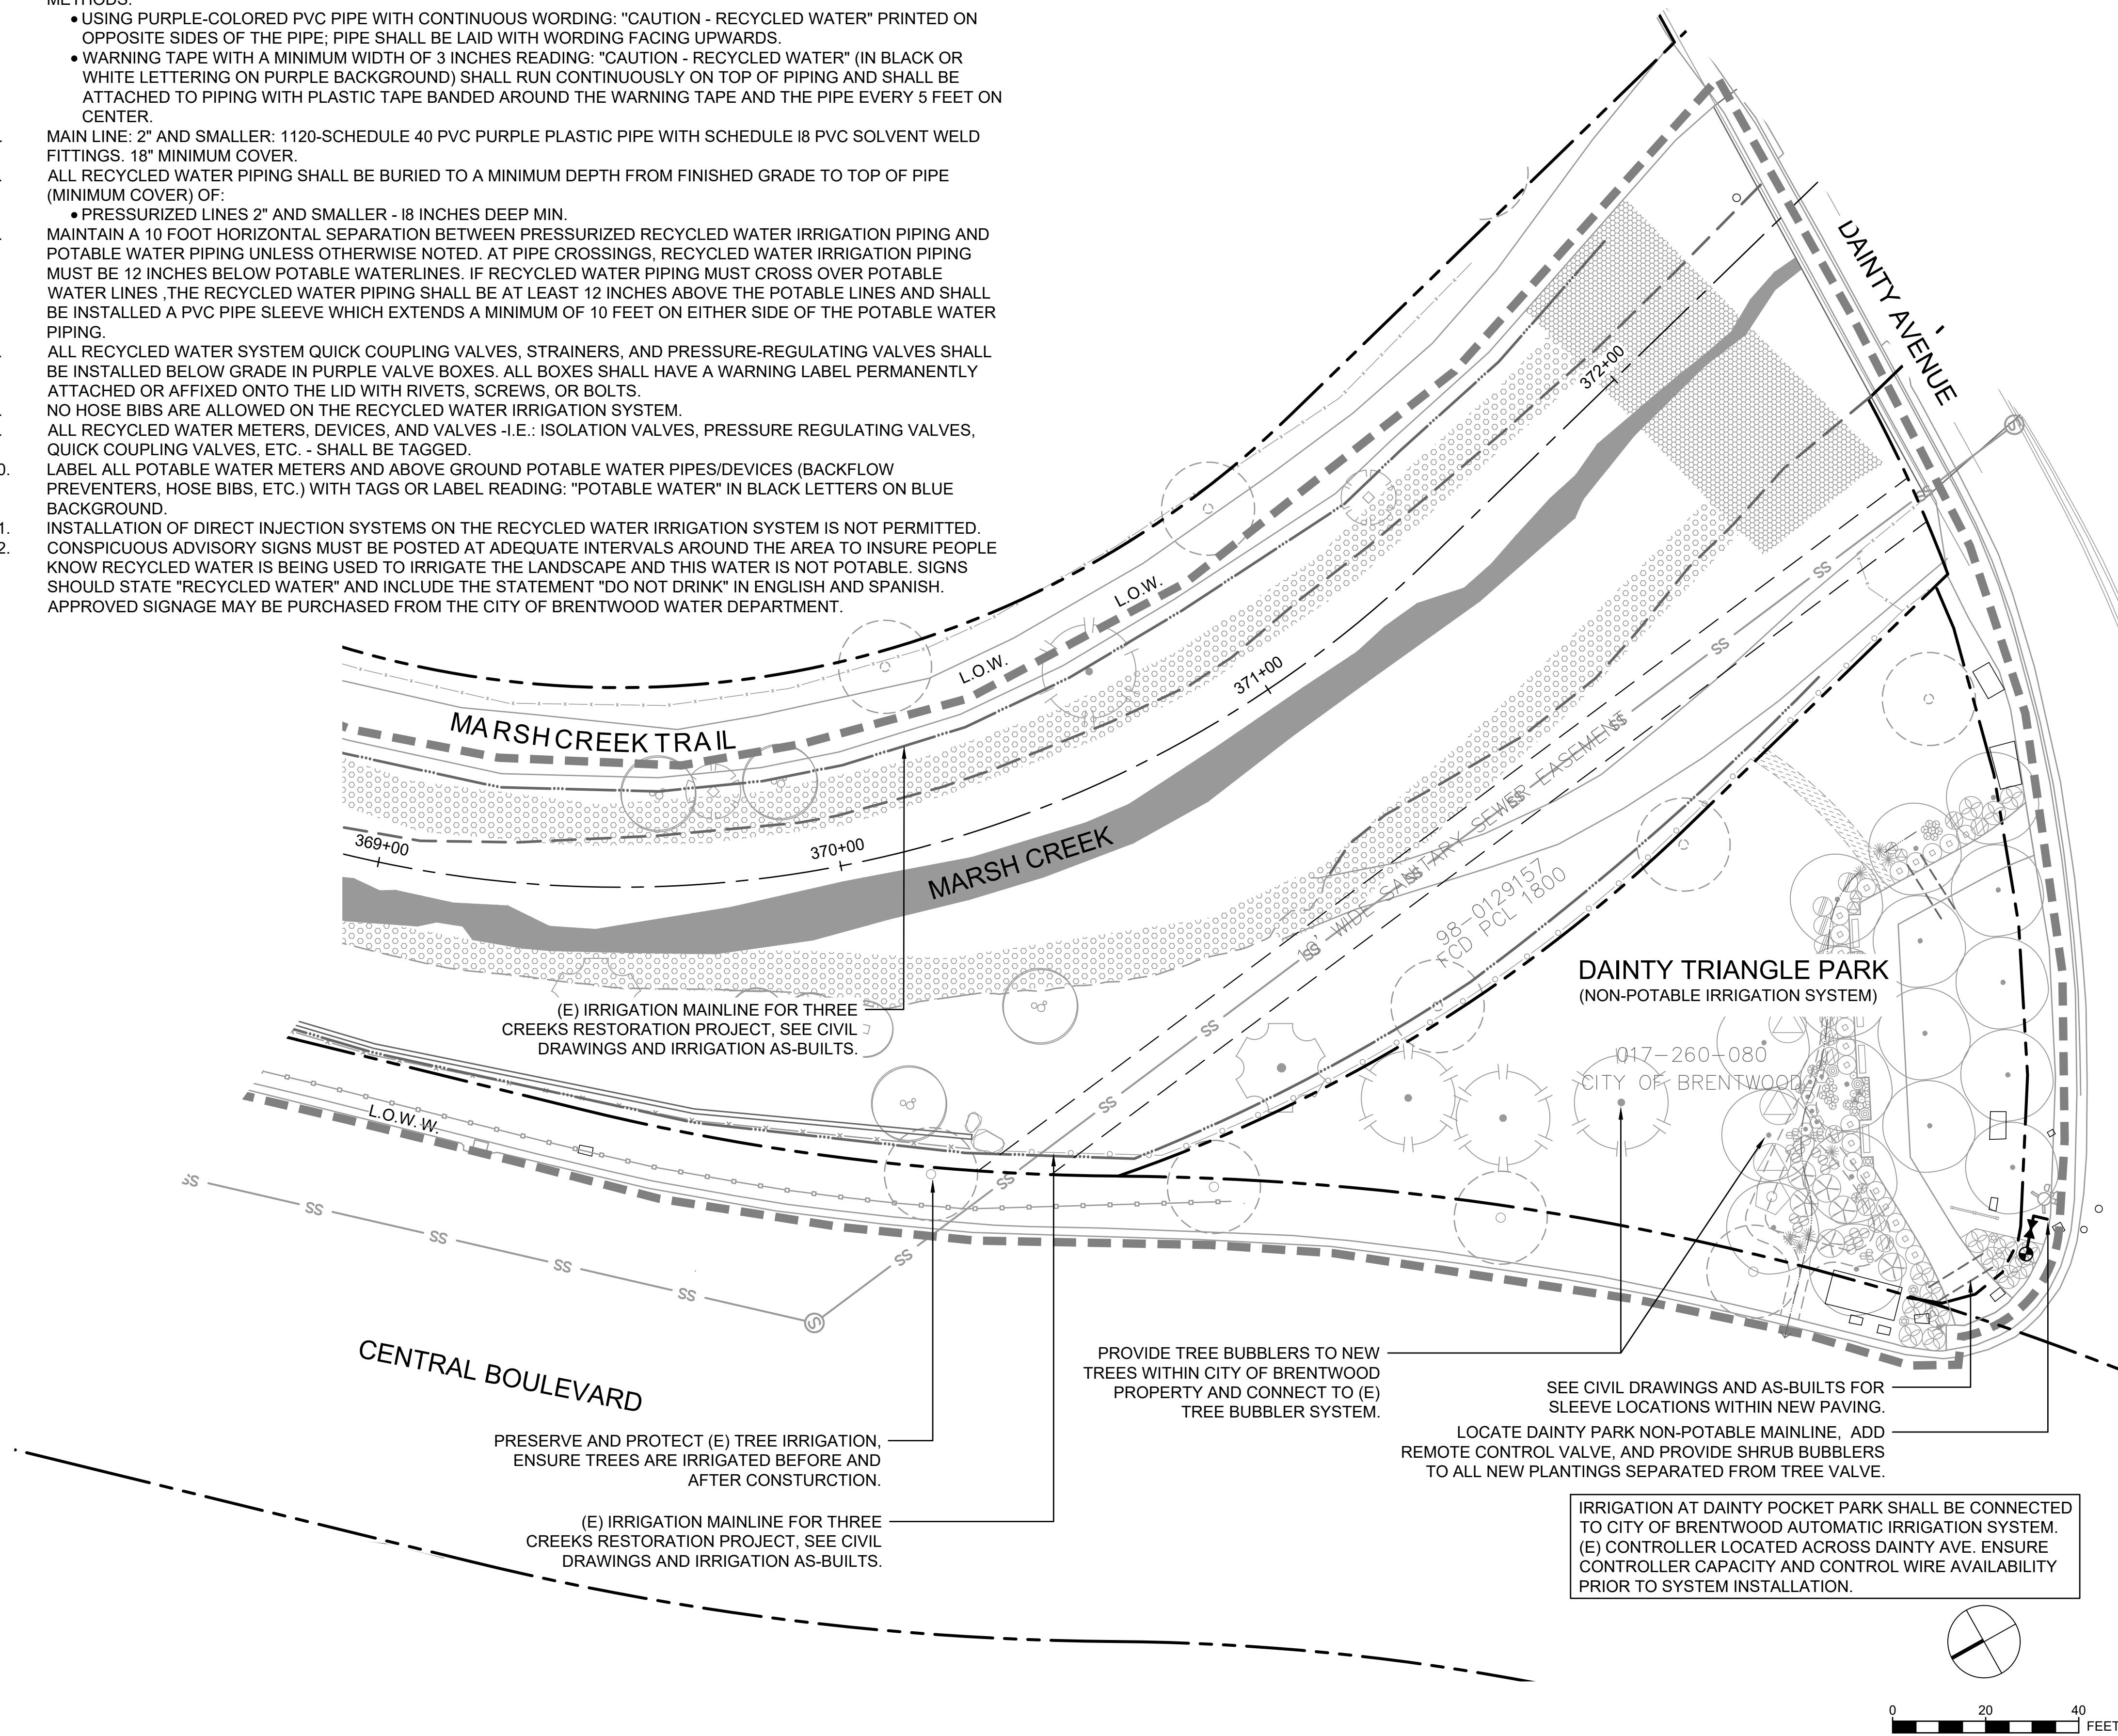 METHODS:
• USING PURPLE-COLORED PVC PIPE WITH CONTINUOUS WORDING: "CAUTION - RECYCLED WATER" PRINTED ON
OPPOSITE SIDES OF THE PIPE; PIPE SHALL BE LAID WITH WORDING FACING UPWARDS.
• WARNING TAPE WITH A MINIMUM WIDTH OF 3 INCHES READING: "CAUTION - RECYCLED WATER" (IN BLACK OR
WHITE LETTERING ON PURPLE BACKGROUND) SHALL RUN CONTINUOUSLY ON TOP OF PIPING AND SHALL BE
ATTACHED TO PIPING WITH PLASTIC TAPE BANDED AROUND THE WARNING TAPE AND THE PIPE EVERY 5 FEET ON
CENTER.
. MAIN LINE: 2" AND SMALLER: 1120-SCHEDULE 40 PVC PURPLE PLASTIC PIPE WITH SCHEDULE I8 PVC SOLVENT WELD
FITTINGS. 18" MINIMUM COVER.
. ALL RECYCLED WATER PIPING SHALL BE BURIED TO A MINIMUM DEPTH FROM FINISHED GRADE TO TOP OF PIPE
(MINIMUM COVER) OF:
• PRESSURIZED LINES 2" AND SMALLER - I8 INCHES DEEP MIN.
. MAINTAIN A 10 FOOT HORIZONTAL SEPARATION BETWEEN PRESSURIZED RECYCLED WATER IRRIGATION PIPING AND
POTABLE WATER PIPING UNLESS OTHERWISE NOTED. AT PIPE CROSSINGS, RECYCLED WATER IRRIGATION PIPING
MUST BE 12 INCHES BELOW POTABLE WATERLINES. IF RECYCLED WATER PIPING MUST CROSS OVER POTABLE
WATER LINES ,THE RECYCLED WATER PIPING SHALL BE AT LEAST 12 INCHES ABOVE THE POTABLE LINES AND SHALL
BE INSTALLED A PVC PIPE SLEEVE WHICH EXTENDS A MINIMUM OF 10 FEET ON EITHER SIDE OF THE POTABLE WATER
PIPING.
. ALL RECYCLED WATER SYSTEM QUICK COUPLING VALVES, STRAINERS, AND PRESSURE-REGULATING VALVES SHALL
BE INSTALLED BELOW GRADE IN PURPLE VALVE BOXES. ALL BOXES SHALL HAVE A WARNING LABEL PERMANENTLY
ATTACHED OR AFFIXED ONTO THE LID WITH RIVETS, SCREWS, OR BOLTS.
. NO HOSE BIBS ARE ALLOWED ON THE RECYCLED WATER IRRIGATION SYSTEM.
. ALL RECYCLED WATER METERS, DEVICES, AND VALVES -I.E.: ISOLATION VALVES, PRESSURE REGULATING VALVES,
QUICK COUPLING VALVES, ETC. - SHALL BE TAGGED.
0. LABEL ALL POTABLE WATER METERS AND ABOVE GROUND POTABLE WATER PIPES/DEVICES (BACKFLOW
PREVENTERS, HOSE BIBS, ETC.) WITH TAGS OR LABEL READING: "POTABLE WATER" IN BLACK LETTERS ON BLUE
BACKGROUND.
1. INSTALLATION OF DIRECT INJECTION SYSTEMS ON THE RECYCLED WATER IRRIGATION SYSTEM IS NOT PERMITTED.
2. CONSPICUOUS ADVISORY SIGNS MUST BE POSTED AT ADEQUATE INTERVALS AROUND THE AREA TO INSURE PEOPLE
KNOW RECYCLED WATER IS BEING USED TO IRRIGATE THE LANDSCAPE AND THIS WATER IS NOT POTABLE. SIGNS
SHOULD STATE "RECYCLED WATER" AND INCLUDE THE STATEMENT "DO NOT DRINK" IN ENGLISH AND SPANISH.
APPROVED SIGNAGE MAY BE PURCHASED FROM THE CITY OF BRENTWOOD WATER DEPARTMENT.
DAINTY AVENUE
372+00
S
SS
SS
SS
L.O.W.
L.O.W.
371+00
MARSH CREEK TRAIL
369+00
370+00
MARSH CREEK
10' WIDE SANITARY SEWER EASEMENT
SS
SS
SS
SS
98-0129157
FCD PCL 1800
DAINTY TRIANGLE PARK
(NON-POTABLE IRRIGATION SYSTEM)
017-260-080
CITY OF BRENTWOOD
(E) IRRIGATION MAINLINE FOR THREE
CREEKS RESTORATION PROJECT, SEE CIVIL
DRAWINGS AND IRRIGATION AS-BUILTS.
SS
SS
SS
SS
L.O.W. W.
SS
SS
SS
SS
SS
S
CENTRAL BOULEVARD
PROVIDE TREE BUBBLERS TO NEW
TREES WITHIN CITY OF BRENTWOOD
PROPERTY AND CONNECT TO (E)
TREE BUBBLER SYSTEM.
SEE CIVIL DRAWINGS AND AS-BUILTS FOR
SLEEVE LOCATIONS WITHIN NEW PAVING.
LOCATE DAINTY PARK NON-POTABLE MAINLINE, ADD
REMOTE CONTROL VALVE, AND PROVIDE SHRUB BUBBLERS
TO ALL NEW PLANTINGS SEPARATED FROM TREE VALVE.
PRESERVE AND PROTECT (E) TREE IRRIGATION,
ENSURE TREES ARE IRRIGATED BEFORE AND
AFTER CONSTURCTION.
(E) IRRIGATION MAINLINE FOR THREE
CREEKS RESTORATION PROJECT, SEE CIVIL
DRAWINGS AND IRRIGATION AS-BUILTS.
IRRIGATION AT DAINTY POCKET PARK SHALL BE CONNECTED
TO CITY OF BRENTWOOD AUTOMATIC IRRIGATION SYSTEM.
(E) CONTROLLER LOCATED ACROSS DAINTY AVE. ENSURE
CONTROLLER CAPACITY AND CONTROL WIRE AVAILABILITY
PRIOR TO SYSTEM INSTALLATION.
0 20 40
FEET